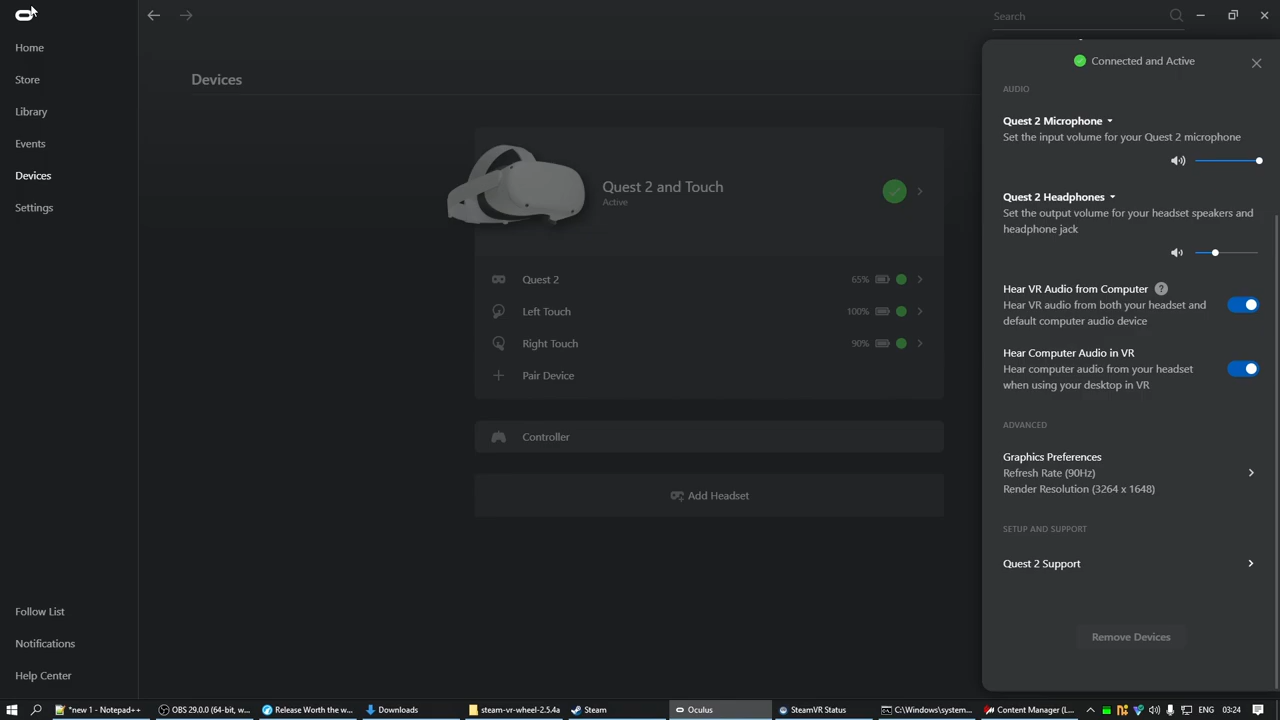 Search
Home
Store
Library
Events
Devices
Settings
Follow List
Notifications
Help Center
Devices
Quest 2 and Touch
Active
Quest 2 65%
Left Touch 100%
Right Touch 90%
Pair Device
Controller
Add Headset
Connected and Active
AUDIO
Quest 2 Microphone
Set the input volume for your Quest 2 microphone
Quest 2 Headphones
Set the output volume for your headset speakers and
headphone jack
Hear VR Audio from Computer ?
Hear VR audio from both your headset and
default computer audio device
Hear Computer Audio in VR
Hear computer audio from your headset
when using your desktop in VR
ADVANCED
Graphics Preferences
Refresh Rate (90Hz)
Render Resolution (3264 x 1648)
SETUP AND SUPPORT
Quest 2 Support
Remove Devices
*new 1 - Notepad++ OBS 29.0.0 (64-bit, w... Release Worth the w... Downloads steam-vr-wheel-2.5.4a Steam Oculus SteamVR Status C:\Windows\system... Content Manager (L... ENG 03:24